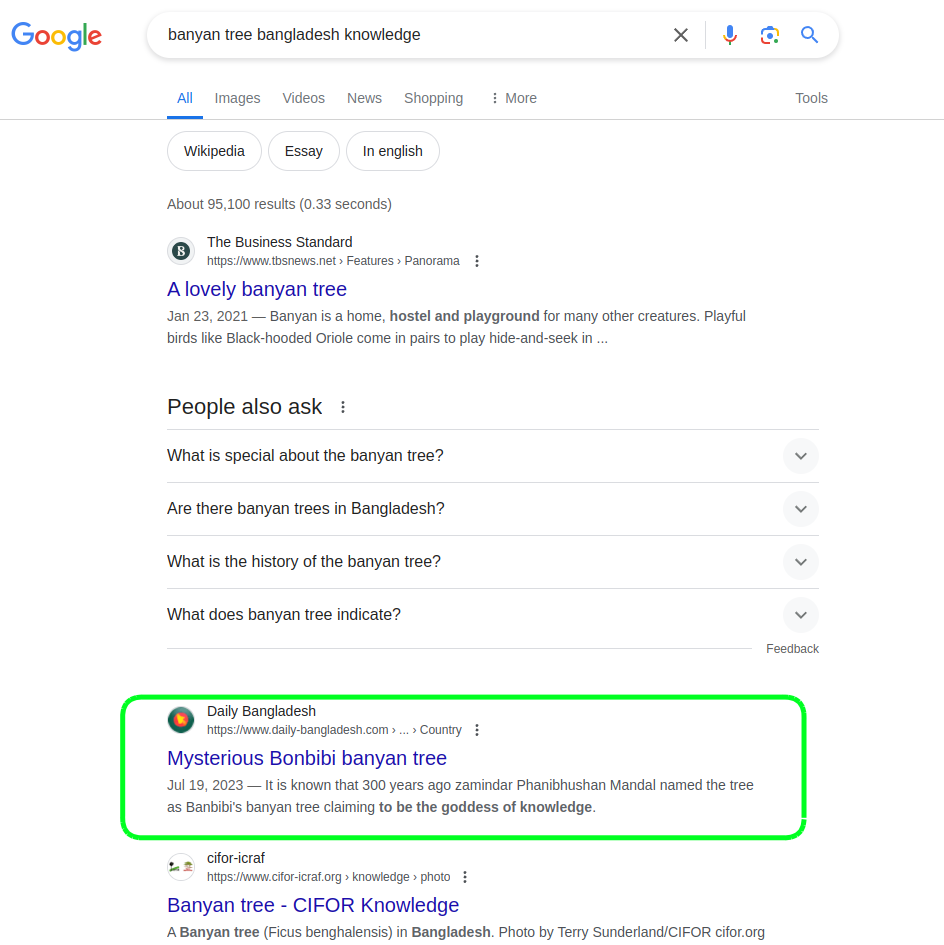 Google
banyan tree bangladesh knowledge
All Images Videos News Shopping More Tools
Wikipedia Essay In english
About 95,100 results (0.33 seconds)
B
The Business Standard
https://www.tbsnews.net › Features › Panorama
A lovely banyan tree
Jan 23, 2021 — Banyan is a home, hostel and playground for many other creatures. Playful
birds like Black-hooded Oriole come in pairs to play hide-and-seek in ...
People also ask
What is special about the banyan tree?
Are there banyan trees in Bangladesh?
What is the history of the banyan tree?
What does banyan tree indicate?
Feedback
Daily Bangladesh
https://www.daily-bangladesh.com › ... › Country
Mysterious Bonbibi banyan tree
Jul 19, 2023 — It is known that 300 years ago zamindar Phanibhushan Mandal named the tree
as Banbibi's banyan tree claiming to be the goddess of knowledge.
cifor-icraf
https://www.cifor-icraf.org › knowledge › photo
Banyan tree - CIFOR Knowledge
A Banyan tree (Ficus benghalensis) in Bangladesh. Photo by Terry Sunderland/CIFOR cifor.org